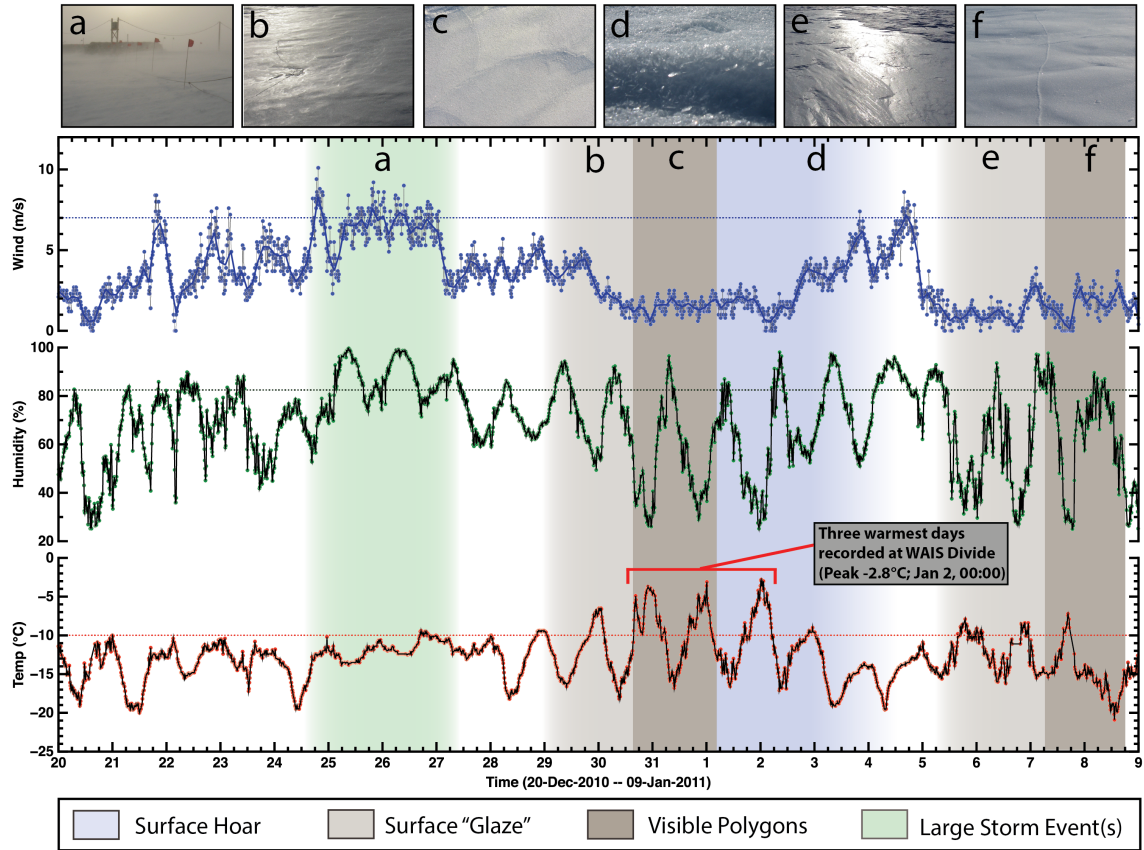 a
b
c
d
e
f
a
b
c
d
e
f
Wind (m/s)
10
5
0
Humidity (%)
100
80
60
40
20
Three warmest days
recorded at WAIS Divide
(Peak -2.8°C; Jan 2, 00:00)
Temp (°C)
0
−5
−10
−15
−20
−25
20 21 22 23 24 25 26 27 28 29 30 31 1 2 3 4 5 6 7 8 9
Time (20-Dec-2010 -- 09-Jan-2011)
Surface Hoar
Surface “Glaze”
Visible Polygons
Large Storm Event(s)